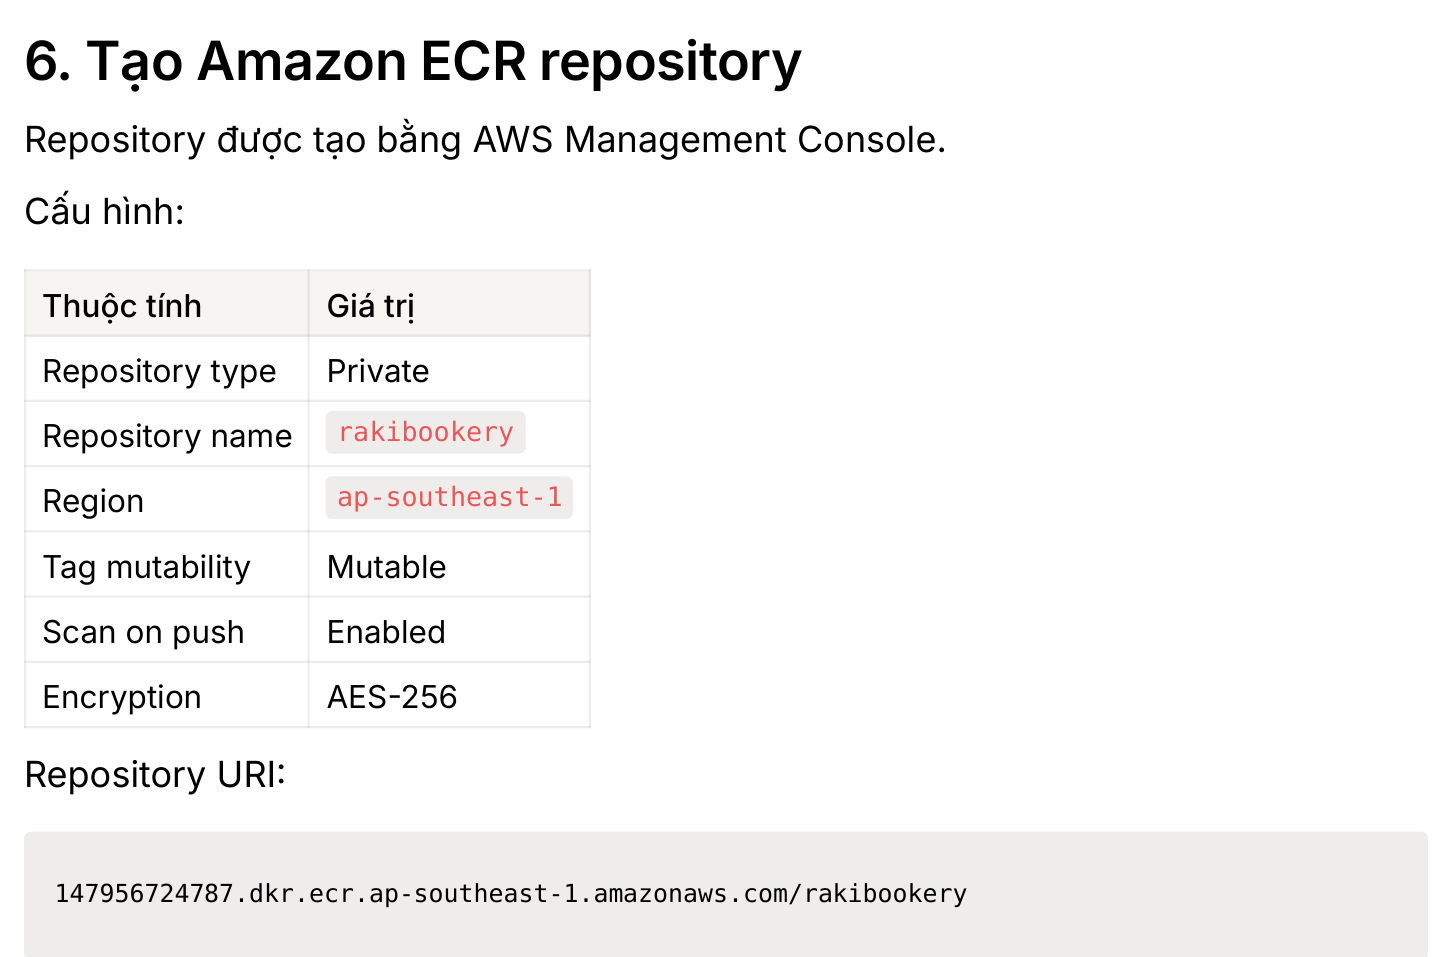 6. Tạo Amazon ECR repository
Repository được tạo bằng AWS Management Console.
Cấu hình:
Thuộc tính Giá trị
Repository type Private
Repository name rakibookery
Region ap-southeast-1
Tag mutability Mutable
Scan on push Enabled
Encryption AES-256
Repository URI:
147956724787.dkr.ecr.ap-southeast-1.amazonaws.com/rakibookery